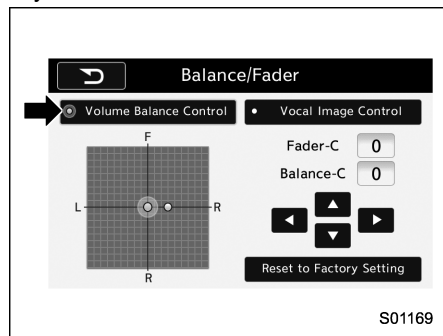 Balance/Fader
Volume Balance Control
Vocal Image Control
F
L
R
R
Fader-C 0
Balance-C 0
Reset to Factory Setting
S01169